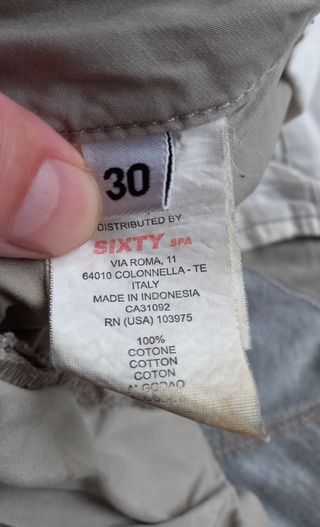 30
DISTRIBUTED BY
SIXTY SPA
VIA ROMA, 11
64010 COLONNELLA - TE
ITALY
MADE IN INDONESIA
CA31092
RN (USA) 103975
100%
COTONE
COTTON
COTON
ALGODAO